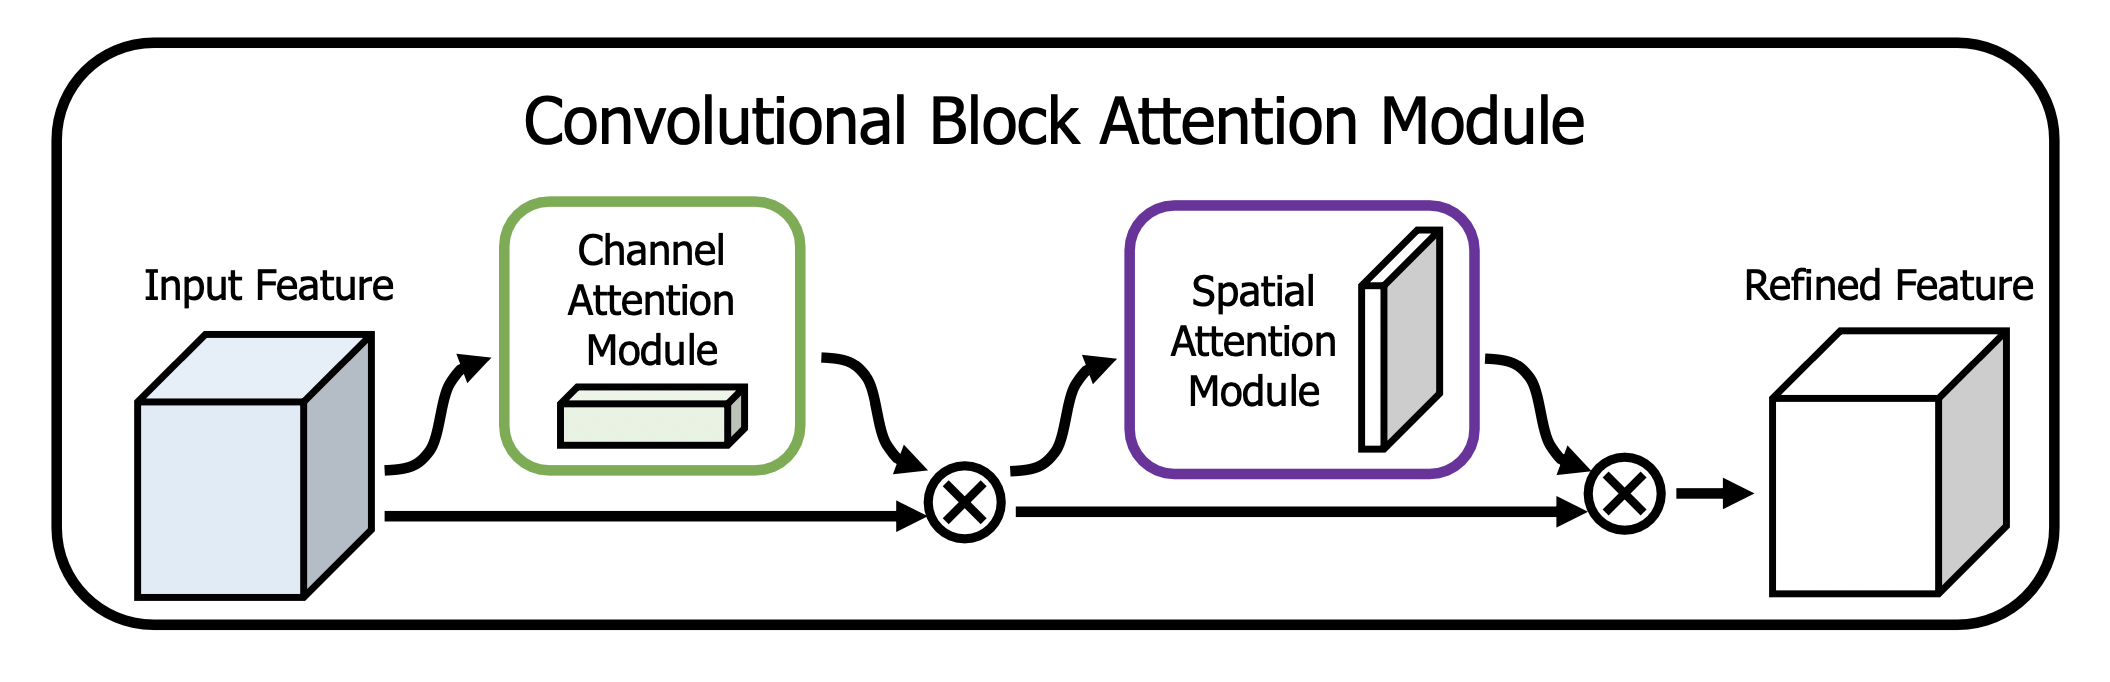 Convolutional Block Attention Module
Input Feature
Channel
Attention
Module
Spatial
Attention
Module
Refined Feature